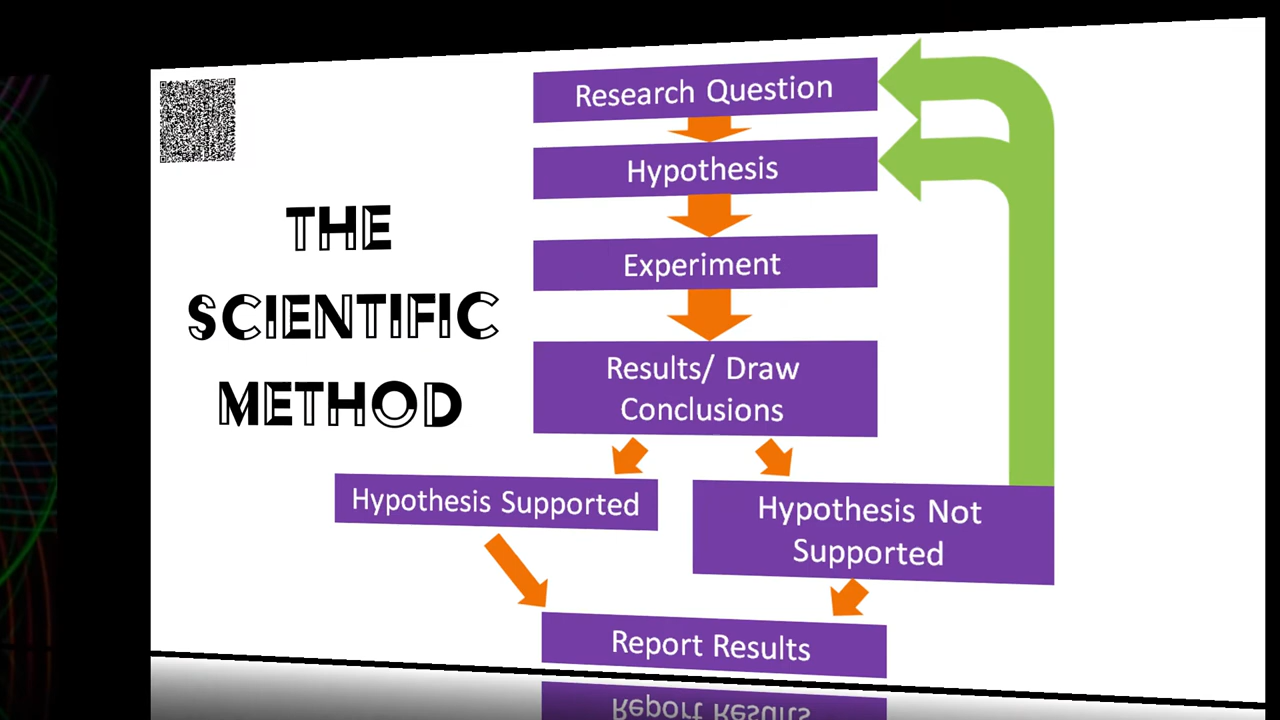 THE
SCIENTIFIC
METHOD
Research Question
Hypothesis
Experiment
Results/ Draw
Conclusions
Hypothesis Supported
Hypothesis Not
Supported
Report Results